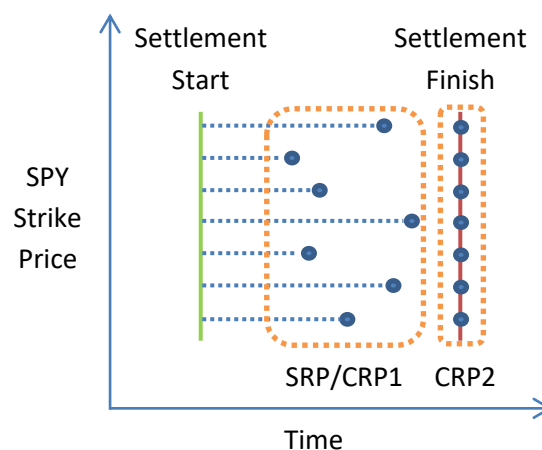 Settlement
Start
Settlement
Finish
SPY
Strike
Price
SRP/CRP1
CRP2
Time